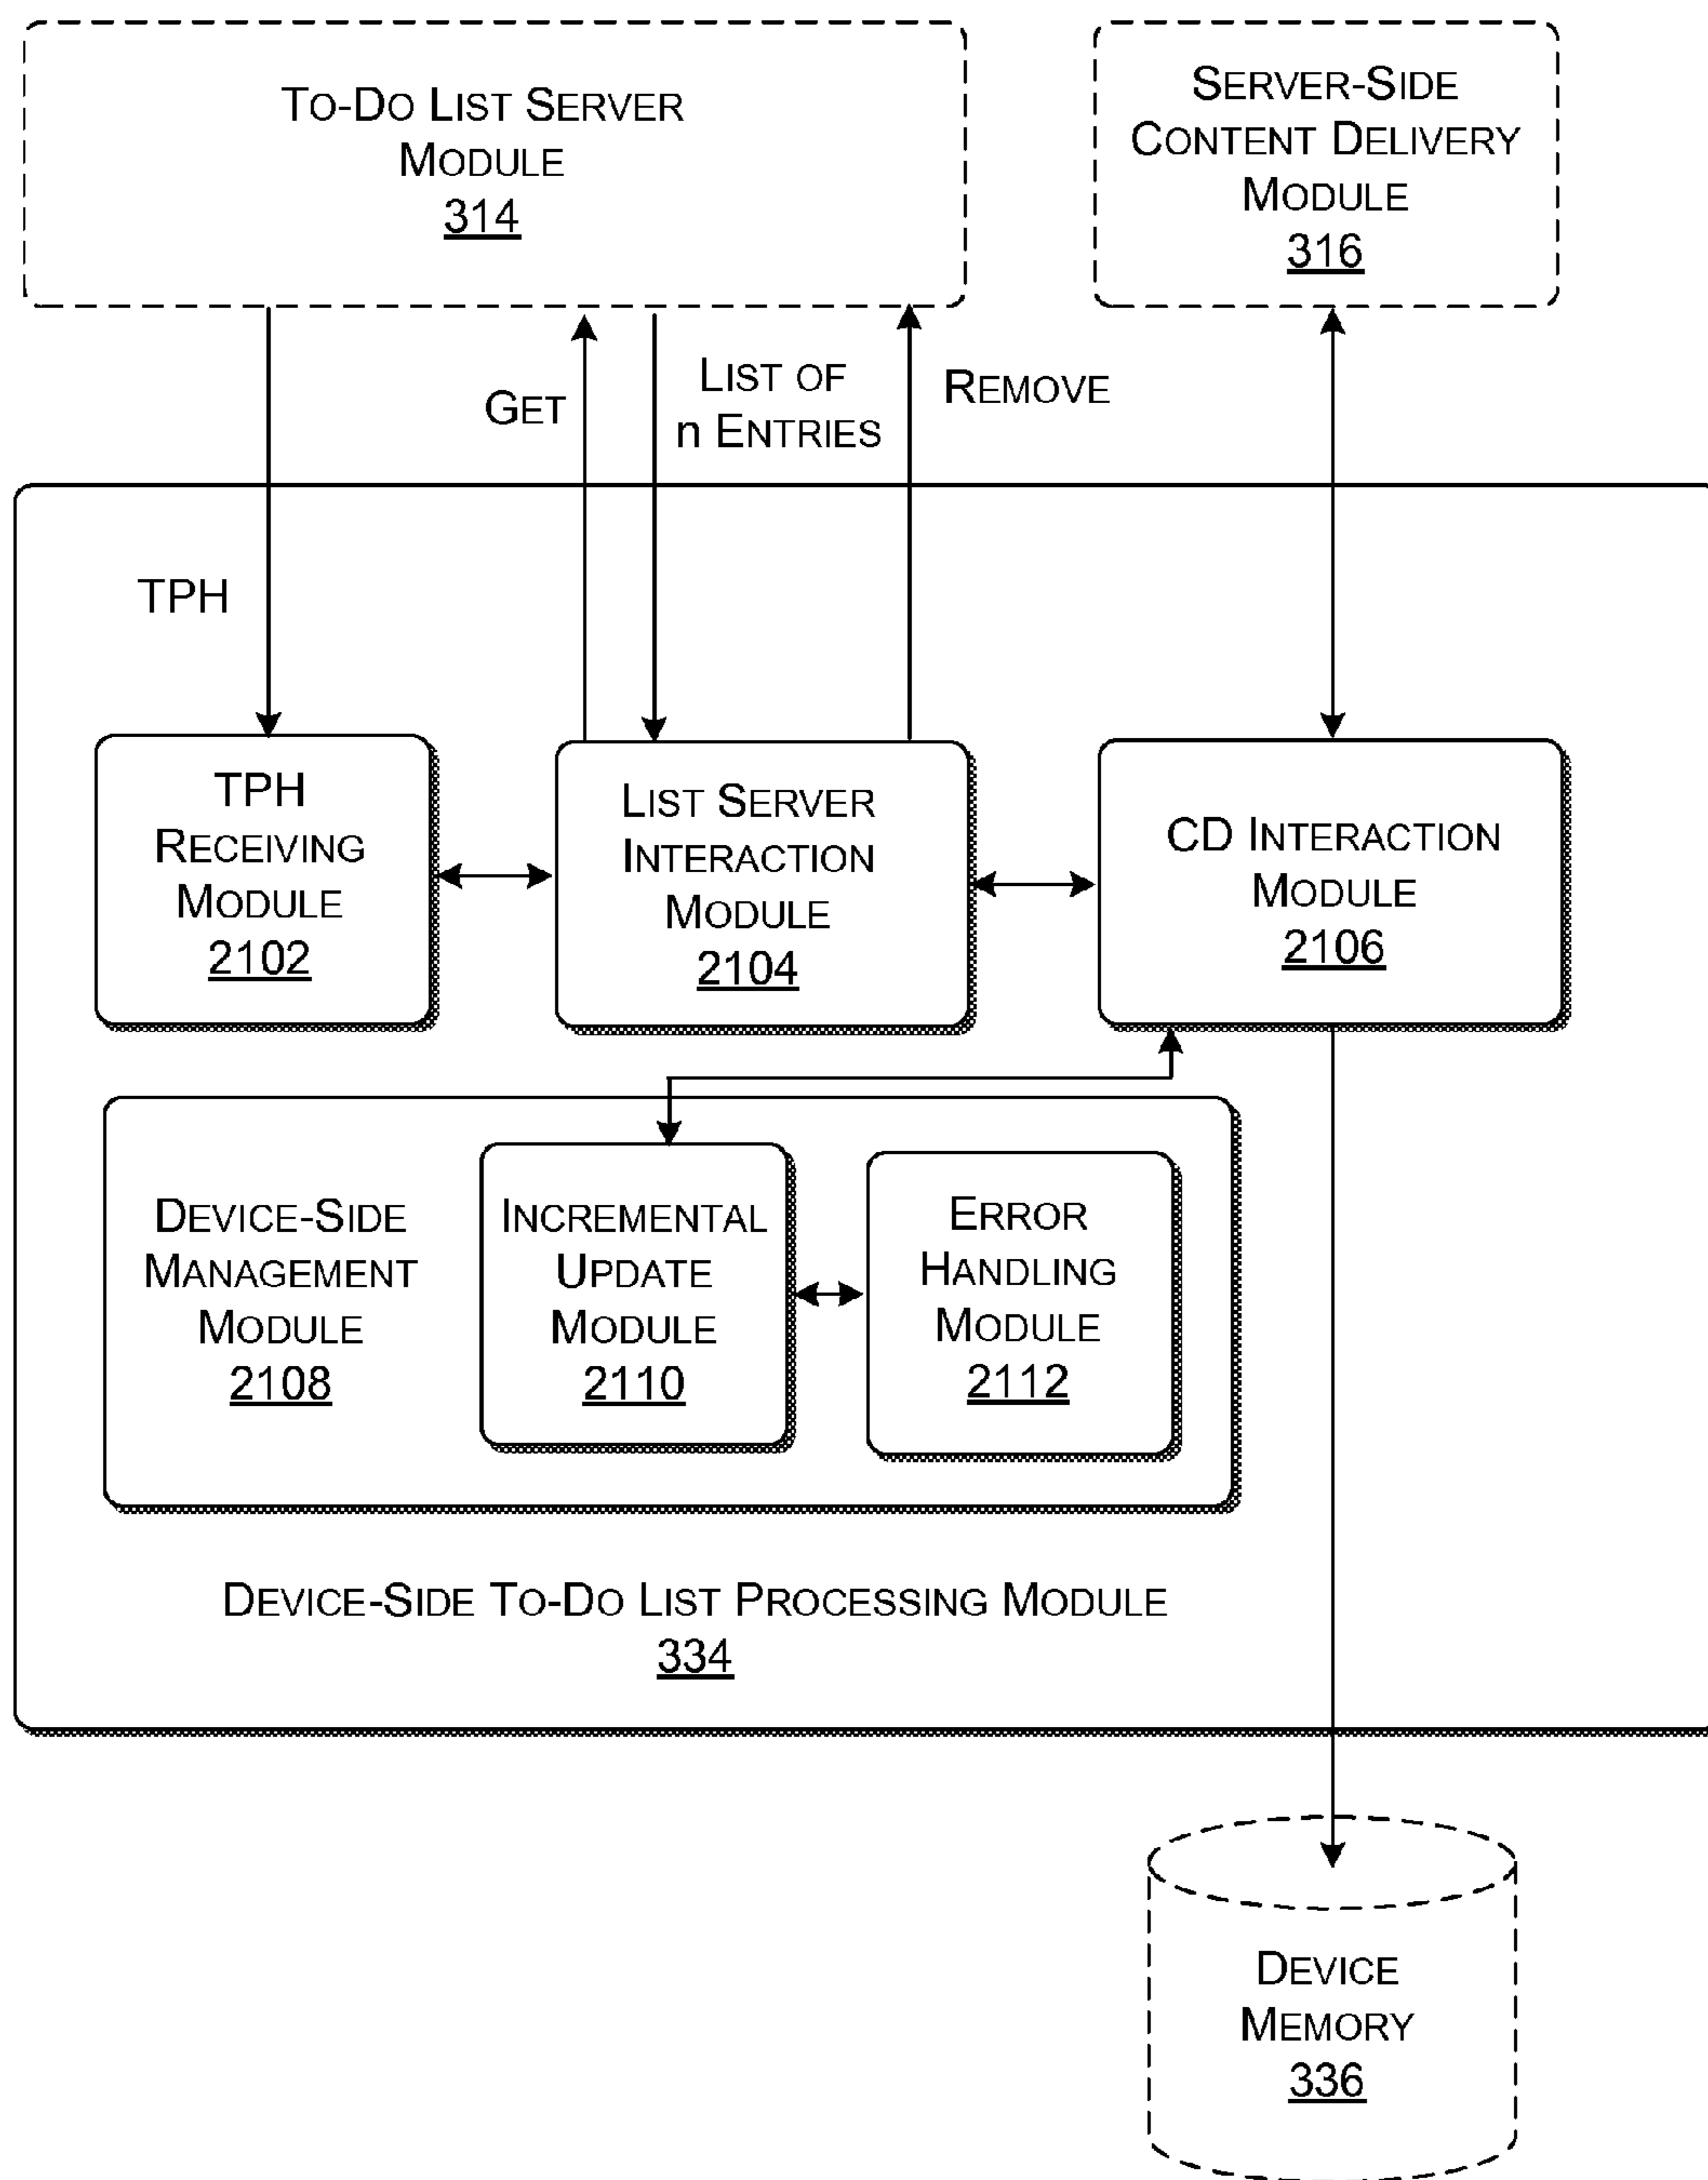 TO-DO LIST SERVER
MODULE
314
SERVER-SIDE
CONTENT DELIVERY
MODULE
316
GET
LIST OF
n ENTRIES
REMOVE
TPH
TPH
RECEIVING
MODULE
2102
LIST SERVER
INTERACTION
MODULE
2104
CD INTERACTION
MODULE
2106
DEVICE-SIDE
MANAGEMENT
MODULE
2108
INCREMENTAL
UPDATE
MODULE
2110
ERROR
HANDLING
MODULE
2112
DEVICE-SIDE TO-DO LIST PROCESSING MODULE
334
DEVICE
MEMORY
336